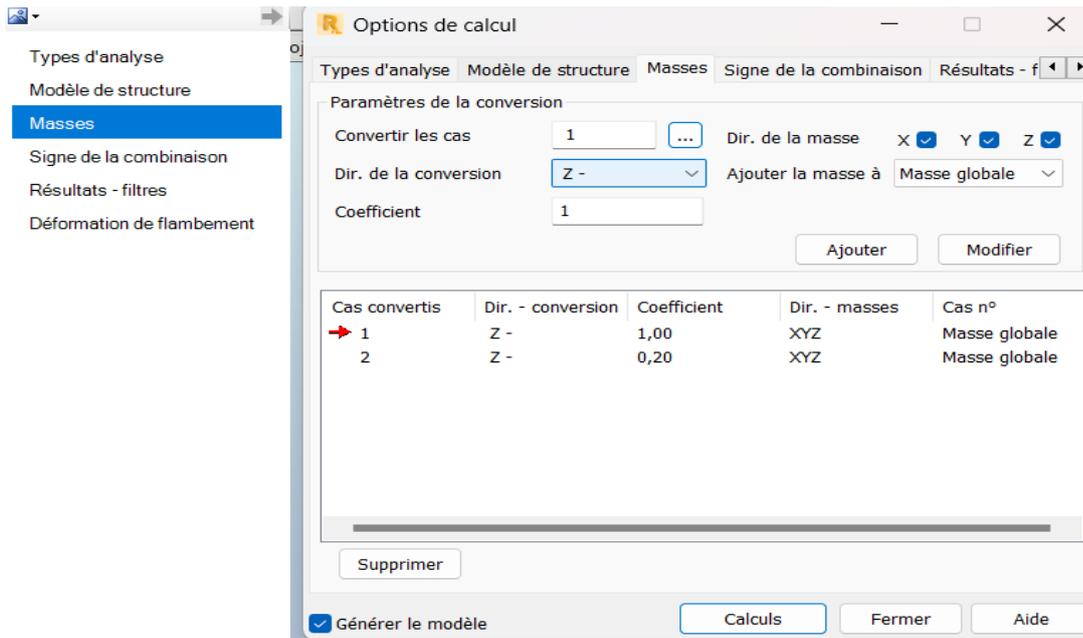 Types d'analyse
Modèle de structure
Masses
Signe de la combinaison
Résultats - filtres
Déformation de flambement
Options de calcul
Types d'analyse Modèle de structure Masses Signe de la combinaison Résultats - f
Paramètres de la conversion
Convertir les cas 1 ... Dir. de la masse X Y Z
Dir. de la conversion Z - Ajouter la masse à Masse globale
Coefficient 1
Ajouter Modifier
Cas convertis Dir. - conversion Coefficient Dir. - masses Cas n°
1 Z - 1,00 XYZ Masse globale
2 Z - 0,20 XYZ Masse globale
Supprimer
Générer le modèle Calculs Fermer Aide